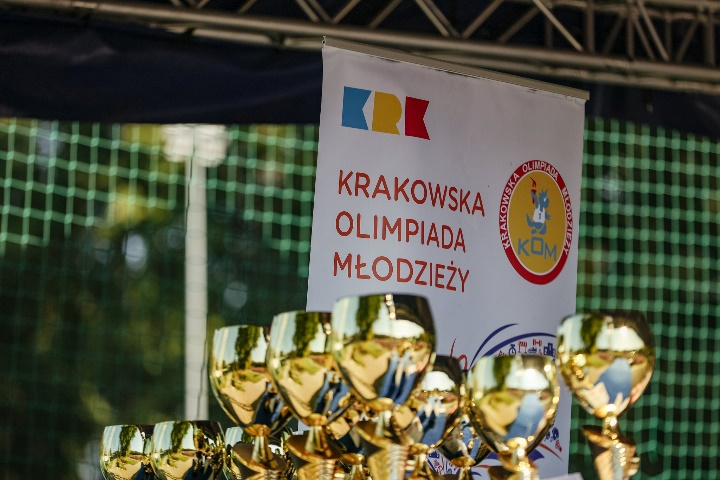 KRK
KRAKOWSKA
OLIMPIADA
MŁODZIEŻY
KRAKOWSKA OLIMPIADA MŁODZIEŻY
KOM